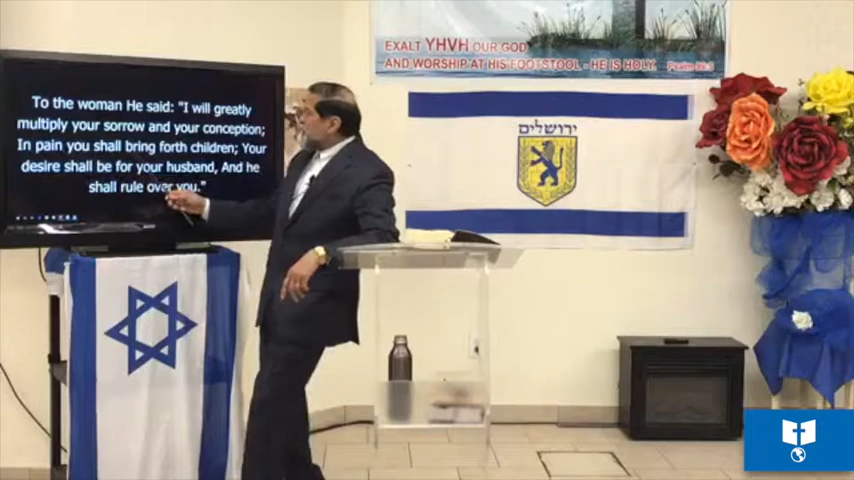 EXALT YHVH OUR GOD
AND WORSHIP AT HIS FOOTSTOOL - HE IS HOLY.
To the woman He said: "I will greatly
multiply your sorrow and your conception;
In pain you shall bring forth children; Your
desire shall be for your husband, And he
shall rule over you."
ירושלים